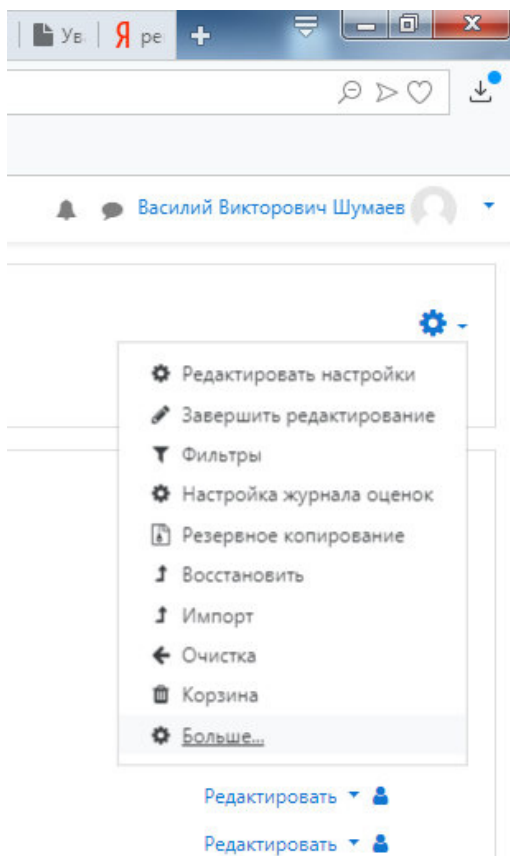 Ув Я ре
Василий Викторович Шумаев
Редактировать настройки
Завершить редактирование
Фильтры
Настройка журнала оценок
Резервное копирование
Восстановить
Импорт
Очистка
Корзина
Больше...
Редактировать
Редактировать